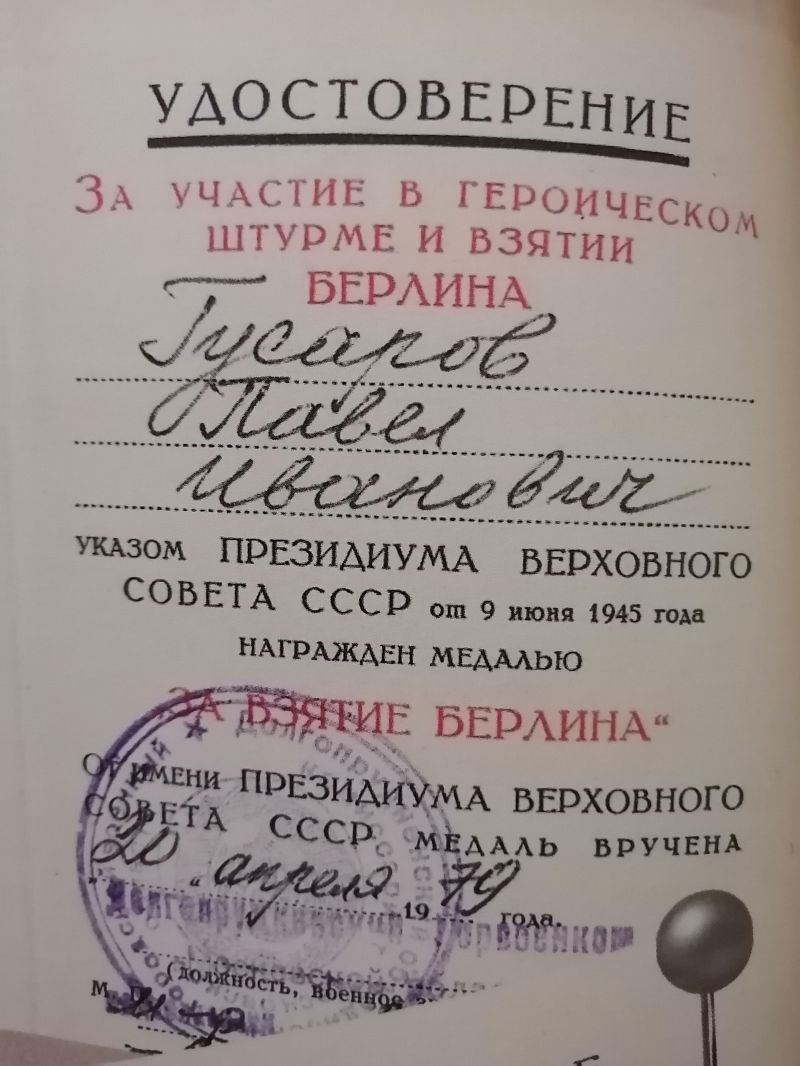 УДОСТОВЕРЕНИЕ
ЗА УЧАСТИЕ В ГЕРОИЧЕСКОМ
ШТУРМЕ И ВЗЯТИИ
БЕРЛИНА
Гусаров
Павел
Иванович
УКАЗОМ ПРЕЗИДИУМА ВЕРХОВНОГО
СОВЕТА СССР от 9 июня 1945 года
НАГРАЖДЕН МЕДАЛЬЮ
„ЗА ВЗЯТИЕ БЕРЛИНА“
ОТ ИМЕНИ ПРЕЗИДИУМА ВЕРХОВНОГО
СОВЕТА СССР МЕДАЛЬ ВРУЧЕНА
„20“ апреля 1979 года.
Горвоенком
М. П. (должность, военное